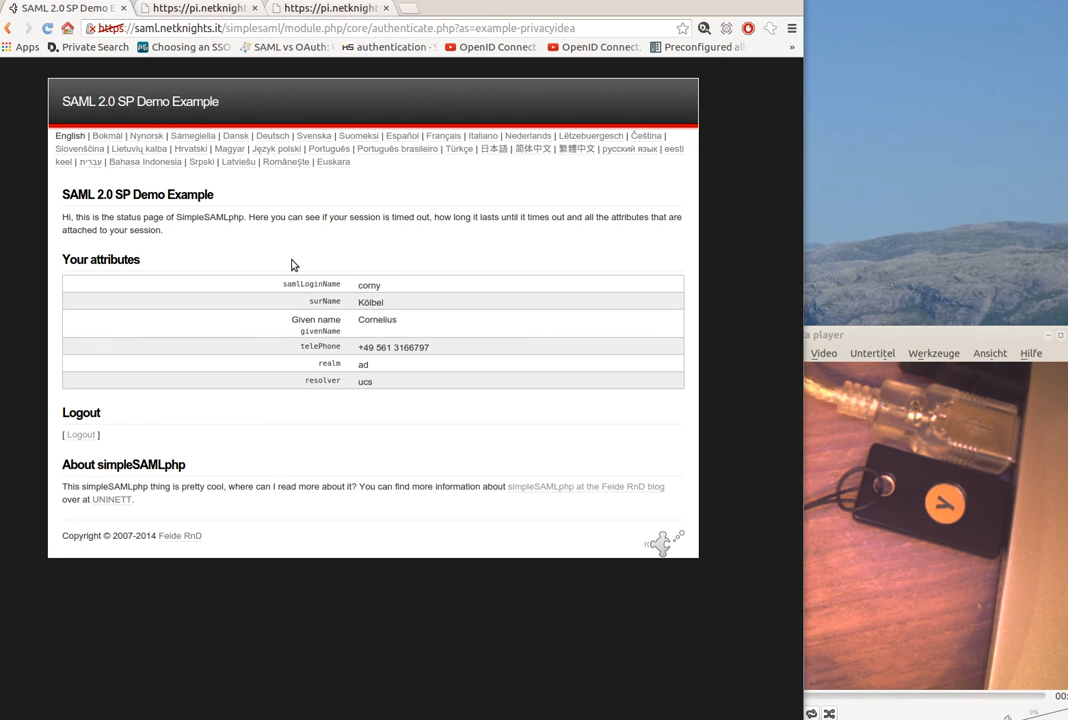 SAML 2.0 SP Demo E
https://pi.netknight
https://pi.netknight
https://saml.netknights.it/simplesaml/module.php/core/authenticate.php?as=example-privacyidea
Apps D. Private Search Choosing an SSO SAML vs OAuth: HS authentication - OpenID Connect OpenID Connect, Preconfigured al »
SAML 2.0 SP Demo Example
English | Bokmål | Nynorsk | Sámegiella | Dansk | Deutsch | Svenska | Suomeksi | Español | Français | Italiano | Nederlands | Lëtzebuergesch | Čeština |
Slovenščina | Lietuvių kalba | Hrvatski | Magyar | Język polski | Português | Português brasileiro | Türkçe | 日本語 | 简体中文 | 繁體中文 | русский язык | eesti
keel | עִבְרִית | Bahasa Indonesia | Srpski | Latviešu | Românește | Euskara
SAML 2.0 SP Demo Example
Hi, this is the status page of SimpleSAMLphp. Here you can see if your session is timed out, how long it lasts until it times out and all the attributes that are
attached to your session.
Your attributes
samlLoginName corny
surName Kölbel
Given name Cornelius
givenName
telePhone +49 561 3166797
realm ad
resolver ucs
Logout
[ Logout ]
About simpleSAMLphp
This simpleSAMLphp thing is pretty cool, where can I read more about it? You can find more information about simpleSAMLphp at the Feide RnD blog
over at UNINETT.
Copyright © 2007-2014 Feide RnD
a player
Video Untertitel Werkzeuge Ansicht Hilfe
y
00:
0%